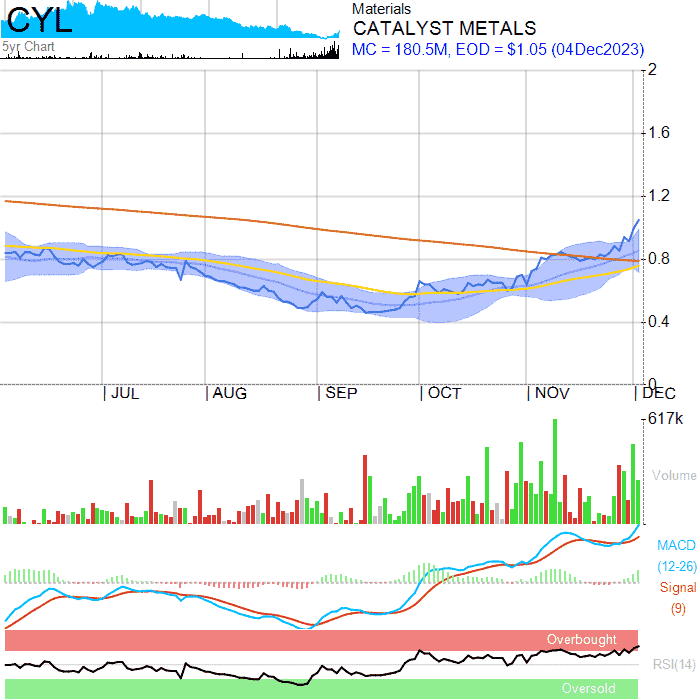 CYL
5yr Chart
Materials
CATALYST METALS
MC = 180.5M, EOD = $1.05 (04Dec2023)
2
1.6
1.2
0.8
0.4
0
JUL AUG SEP OCT NOV DEC
617k
Volume
MACD
(12-26)
Signal
(9)
Overbought
RSI(14)
Oversold